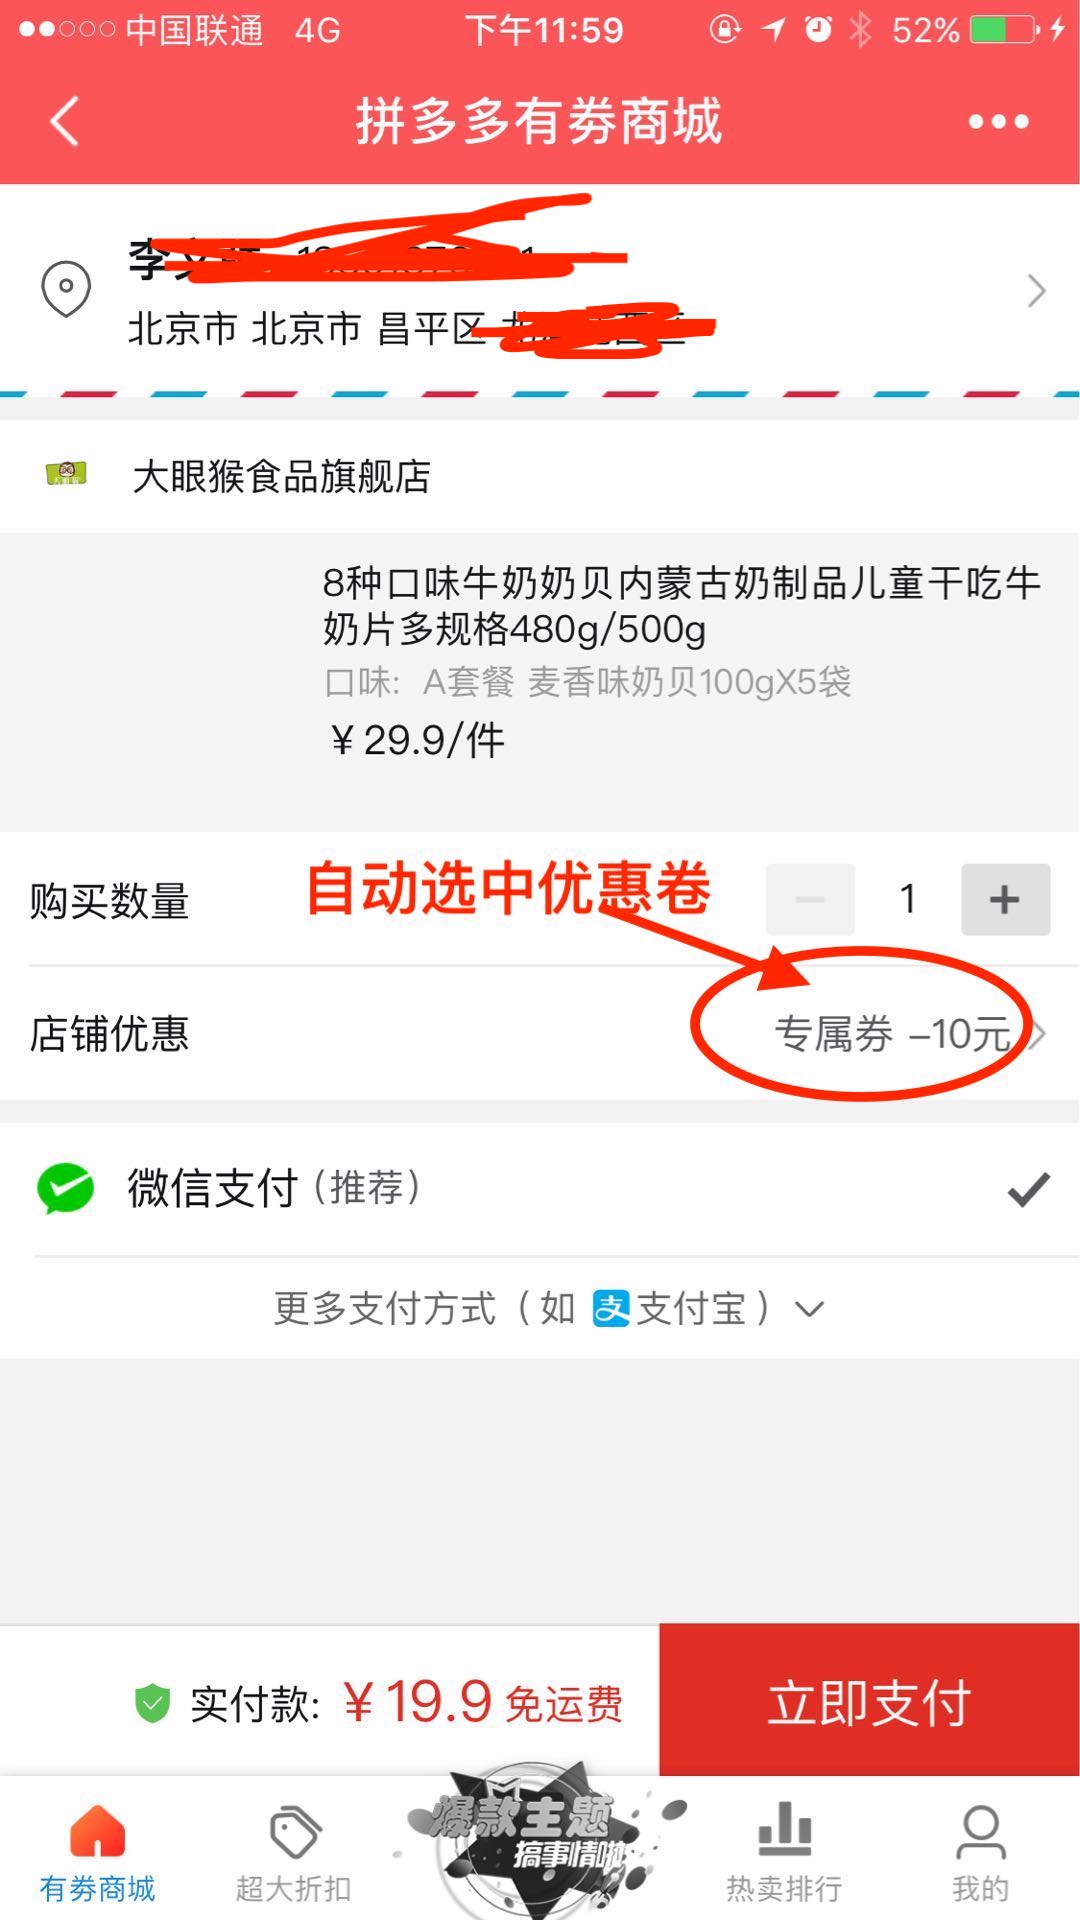 中国联通 4G 下午11:59 52%
拼多多有券商城
李
北京市 北京市 昌平区
大眼猴食品旗舰店
8种口味牛奶奶贝内蒙古奶制品儿童干吃牛
奶片多规格480g/500g
口味: A套餐 麦香味奶贝100gX5袋
¥29.9/件
自动选中优惠卷
购买数量 1 +
店铺优惠 专属券 -10元
微信支付(推荐)
更多支付方式(如 支 支付宝)
实付款: ¥19.9 免运费 立即支付
爆款主题
搞事情啦
有券商城 超大折扣 热卖排行 我的